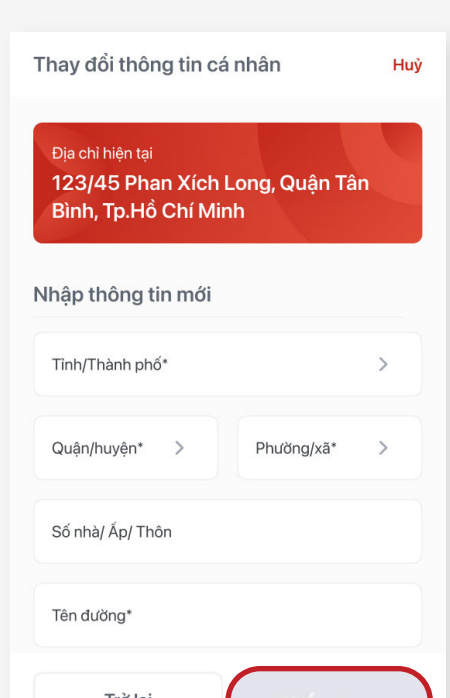 Thay đổi thông tin cá nhân
Huỷ
Địa chỉ hiện tại
123/45 Phan Xích Long, Quận Tân
Bình, Tp.Hồ Chí Minh
Nhập thông tin mới
Tỉnh/Thành phố*
Quận/huyện*
Phường/xã*
Số nhà/ Ấp/ Thôn
Tên đường*